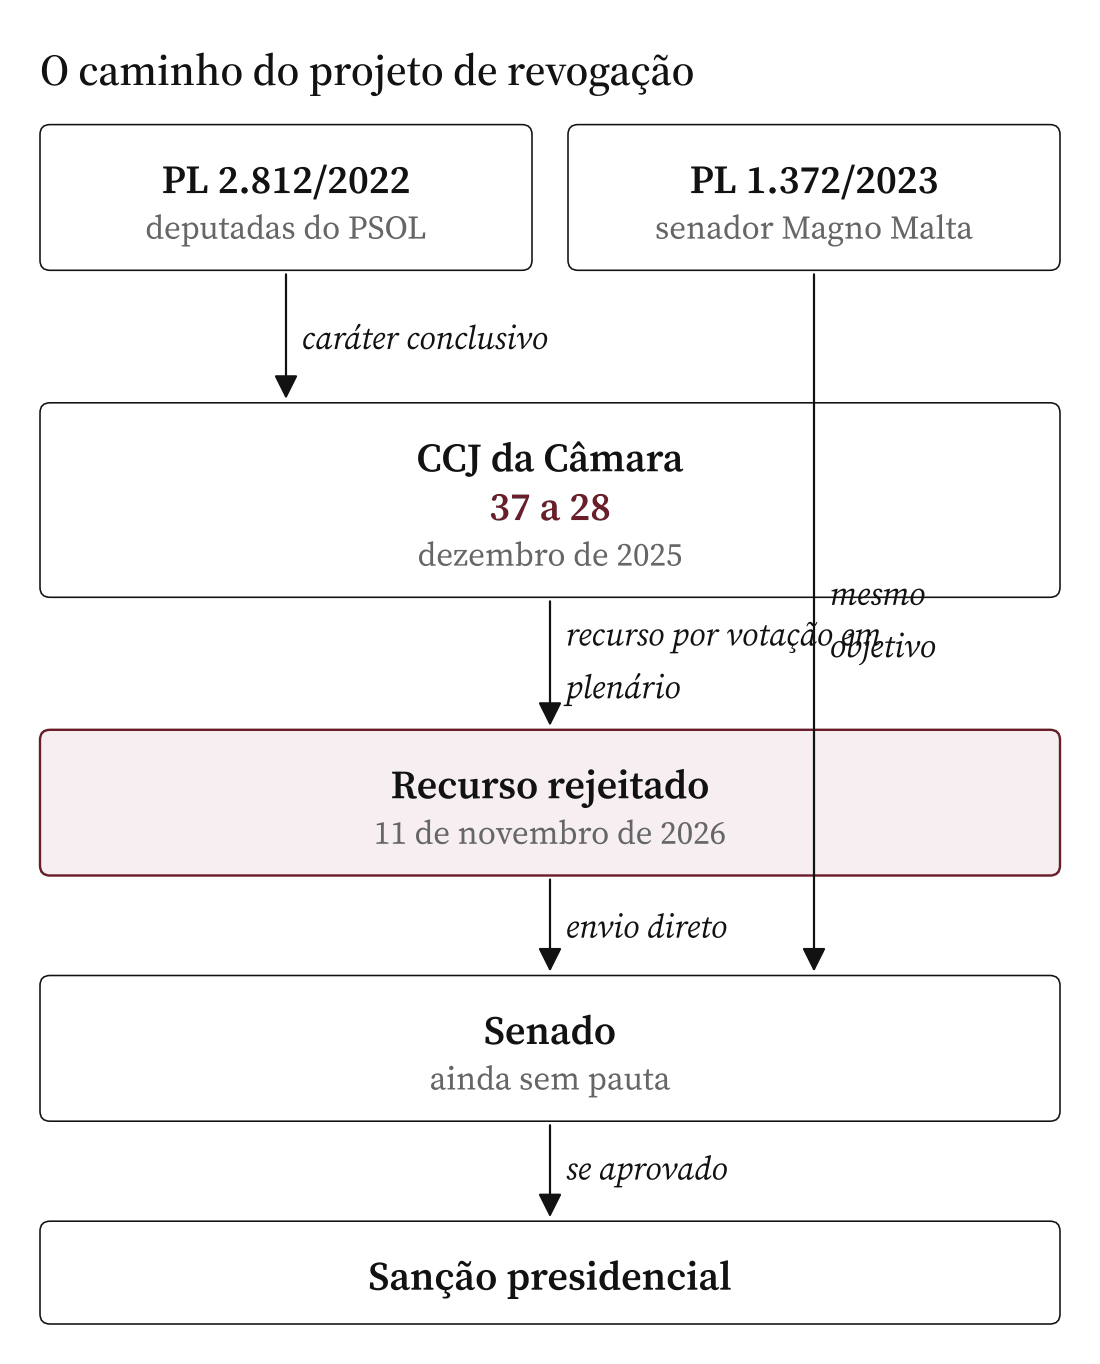 O caminho do projeto de revogação
PL 2.812/2022
deputadas do PSOL
PL 1.372/2023
senador Magno Malta
caráter conclusivo
CCJ da Câmara
37 a 28
dezembro de 2025
mesmo
objetivo
recurso por votação em
plenário
Recurso rejeitado
11 de novembro de 2026
envio direto
Senado
ainda sem pauta
se aprovado
Sanção presidencial